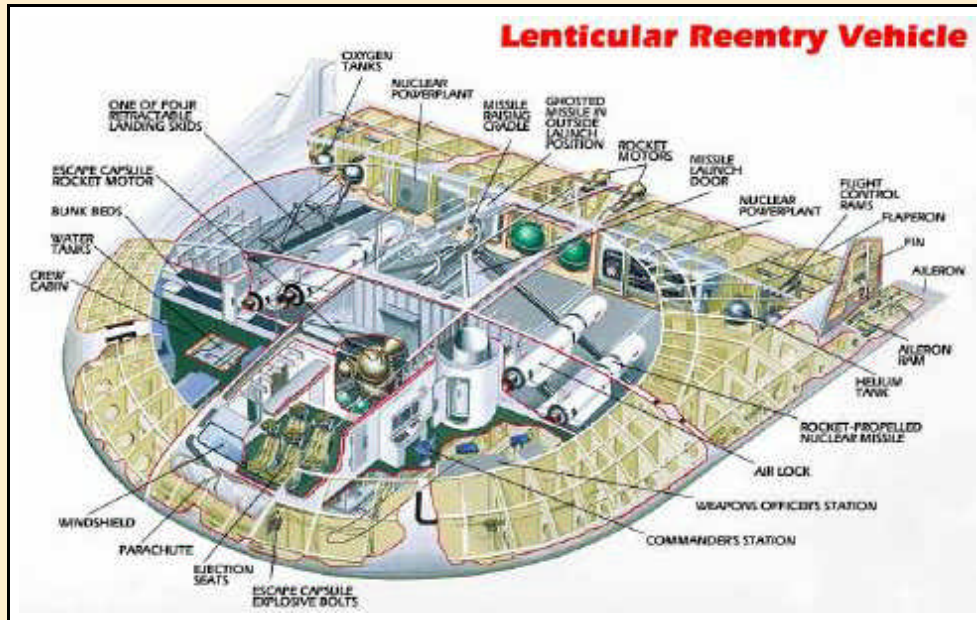 Lenticular Reentry Vehicle
OXYGEN
TANKS
NUCLEAR
POWERPLANT
ONE OF FOUR
RETRACTABLE
LANDING SKIDS
MISSILE
RAISING
CRADLE
GHOSTED
MISSILE IN
OUTSIDE
LAUNCH
POSITION
ROCKET
MOTORS
MISSILE
LAUNCH
DOOR
ESCAPE CAPSULE
ROCKET MOTOR
NUCLEAR
POWERPLANT
FLIGHT
CONTROL
RAMS
FLAPERON
BUNK BEDS
FIN
WATER
TANKS
AILERON
CREW
CABIN
AILERON
RAM
HELIUM
TANK
ROCKET-PROPELLED
NUCLEAR MISSILE
AIR LOCK
WEAPONS OFFICER'S STATION
WINDSHIELD
COMMANDER'S STATION
PARACHUTE
EJECTION
SEATS
ESCAPE CAPSULE
EXPLOSIVE BOLTS